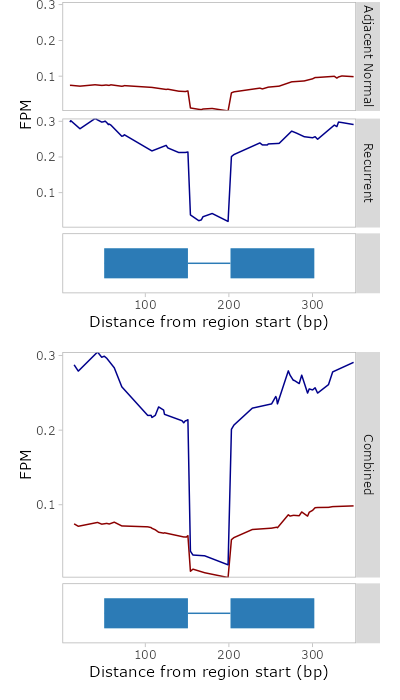 0.3
0.2
0.1
Adjacent Normal
FPM
0.3
0.2
0.1
Recurrent
100 200 300
Distance from region start (bp)
0.3
0.2
0.1
FPM
Combined
100 200 300
Distance from region start (bp)